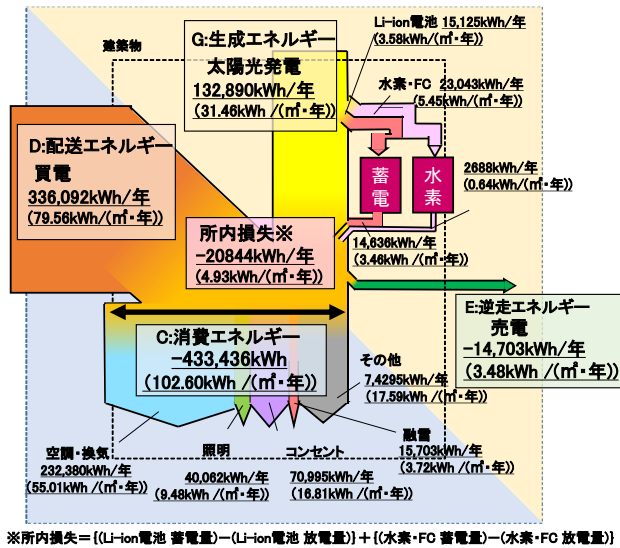 建築物
G:生成エネルギー
太陽光発電
132,890kWh/年
(31.46kWh /(㎡・年))
Li-ion電池 15,125kWh/年
(3.58kWh/(㎡・年))
水素・FC 23,043kWh/年
(5.45kWh/(㎡・年))
D:配送エネルギー
買電
336,092kWh/年
(79.56kWh /(㎡・年))
蓄電
水素
2688kWh/年
(0.64kWh/(㎡・年))
所内損失※
-20844kWh/年
(4.93kWh /(㎡・年))
14,636kWh/年
(3.46kWh /(㎡・年))
E:逆走エネルギー
売電
-14,703kWh/年
(3.48kWh /(㎡・年))
C:消費エネルギー
-433,436kWh
(102.60kWh /(㎡・年))
その他
7,4295kWh/年
(17.59kWh /(㎡・年))
空調・換気
232,380kWh/年
(55.01kWh /(㎡・年))
照明
40,062kWh/年
(9.48kWh /(㎡・年))
コンセント
70,995kWh/年
(16.81kWh /(㎡・年))
融雪
15,703kWh/年
(3.72kWh /(㎡・年))
※所内損失={(Li-ion電池 蓄電量)-(Li-ion電池 放電量)}+{(水素・FC 蓄電量)-(水素・FC 放電量)}